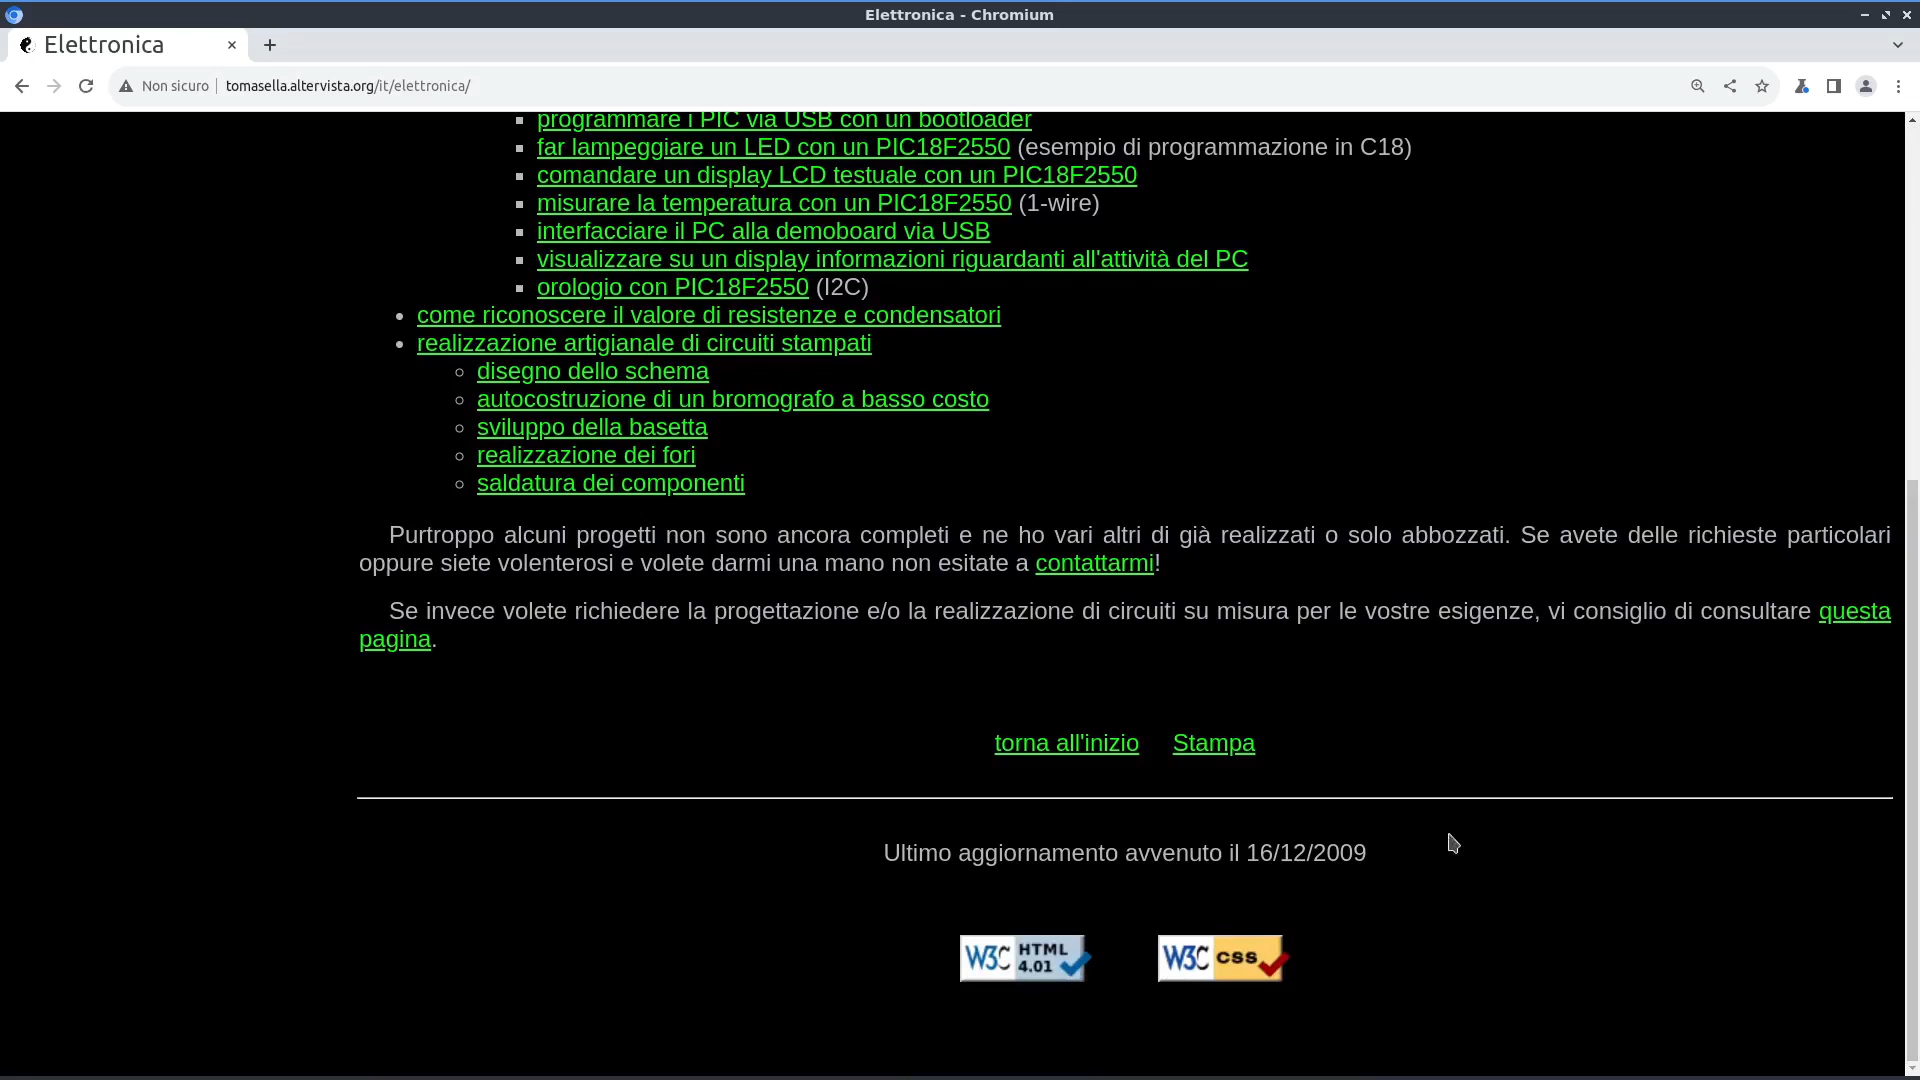 Elettronica - Chromium
Elettronica
Non sicuro
tomasella.altervista.org/it/elettronica/
programmare i PIC via USB con un bootloader
far lampeggiare un LED con un PIC18F2550 (esempio di programmazione in C18)
comandare un display LCD testuale con un PIC18F2550
misurare la temperatura con un PIC18F2550 (1-wire)
interfacciare il PC alla demoboard via USB
visualizzare su un display informazioni riguardanti all'attività del PC
orologio con PIC18F2550 (I2C)
come riconoscere il valore di resistenze e condensatori
realizzazione artigianale di circuiti stampati
disegno dello schema
autocostruzione di un bromografo a basso costo
sviluppo della basetta
realizzazione dei fori
saldatura dei componenti
Purtroppo alcuni progetti non sono ancora completi e ne ho vari altri di già realizzati o solo abbozzati. Se avete delle richieste particolari
oppure siete volenterosi e volete darmi una mano non esitate a contattarmi!
Se invece volete richiedere la progettazione e/o la realizzazione di circuiti su misura per le vostre esigenze, vi consiglio di consultare questa
pagina.
torna all'inizio Stampa
Ultimo aggiornamento avvenuto il 16/12/2009
W3C HTML 4.01
W3C CSS